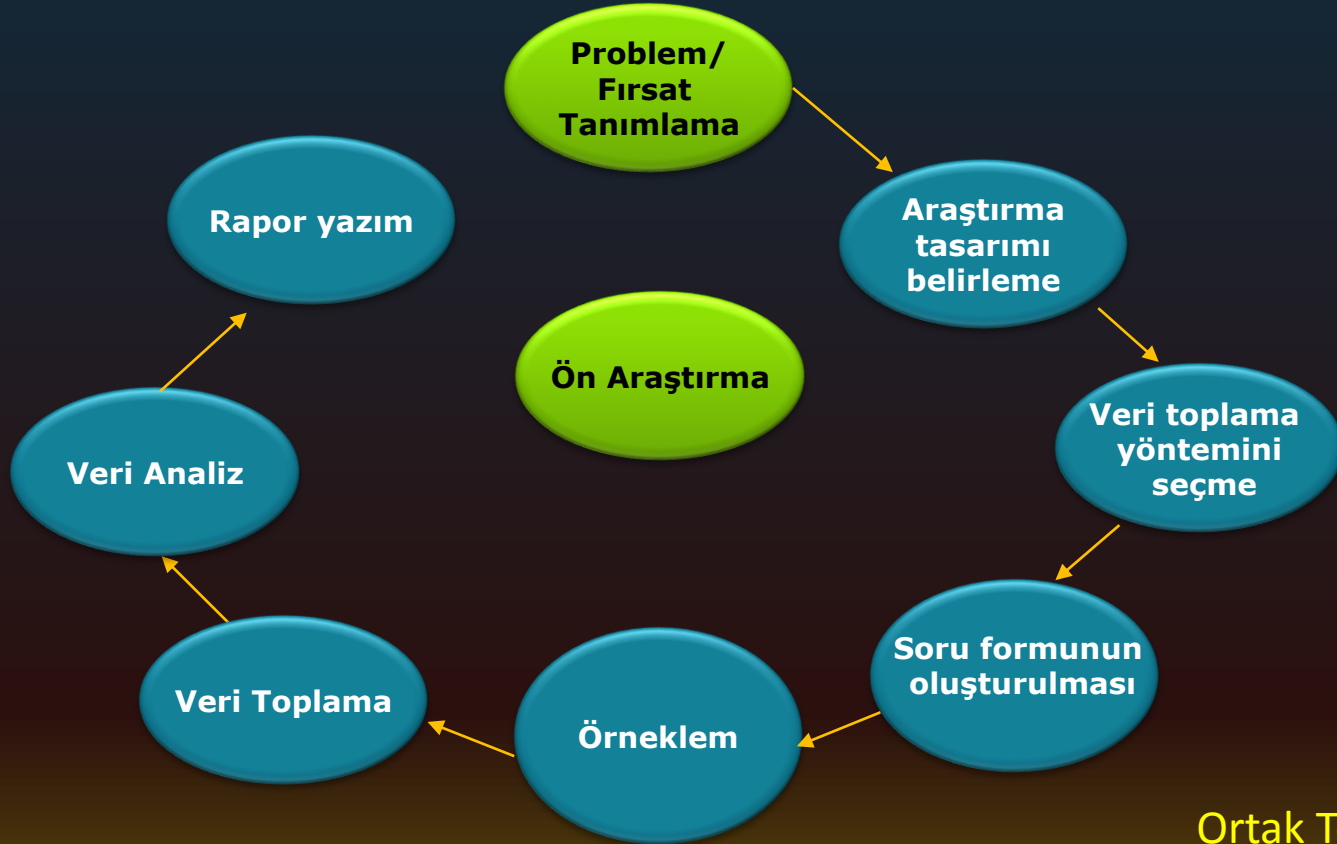 Problem/
Fırsat
Tanımlama
Araştırma
tasarımı
belirleme
Veri toplama
yöntemini
seçme
Soru formunun
oluşturulması
Örneklem
Veri Toplama
Veri Analiz
Rapor yazım
Ön Araştırma
Ortak T